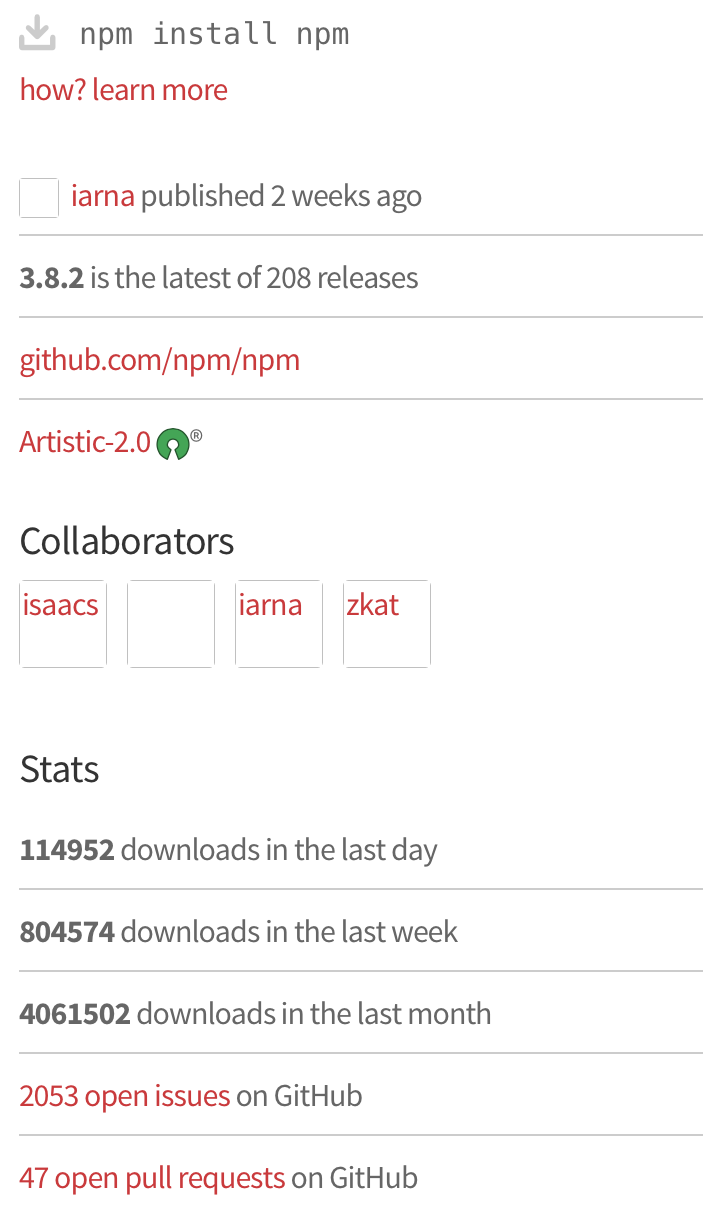 npm install npm
how? learn more
iarna published 2 weeks ago
3.8.2 is the latest of 208 releases
github.com/npm/npm
Artistic-2.0 ®
Collaborators
isaacs iarna zkat
Stats
114952 downloads in the last day
804574 downloads in the last week
4061502 downloads in the last month
2053 open issues on GitHub
47 open pull requests on GitHub